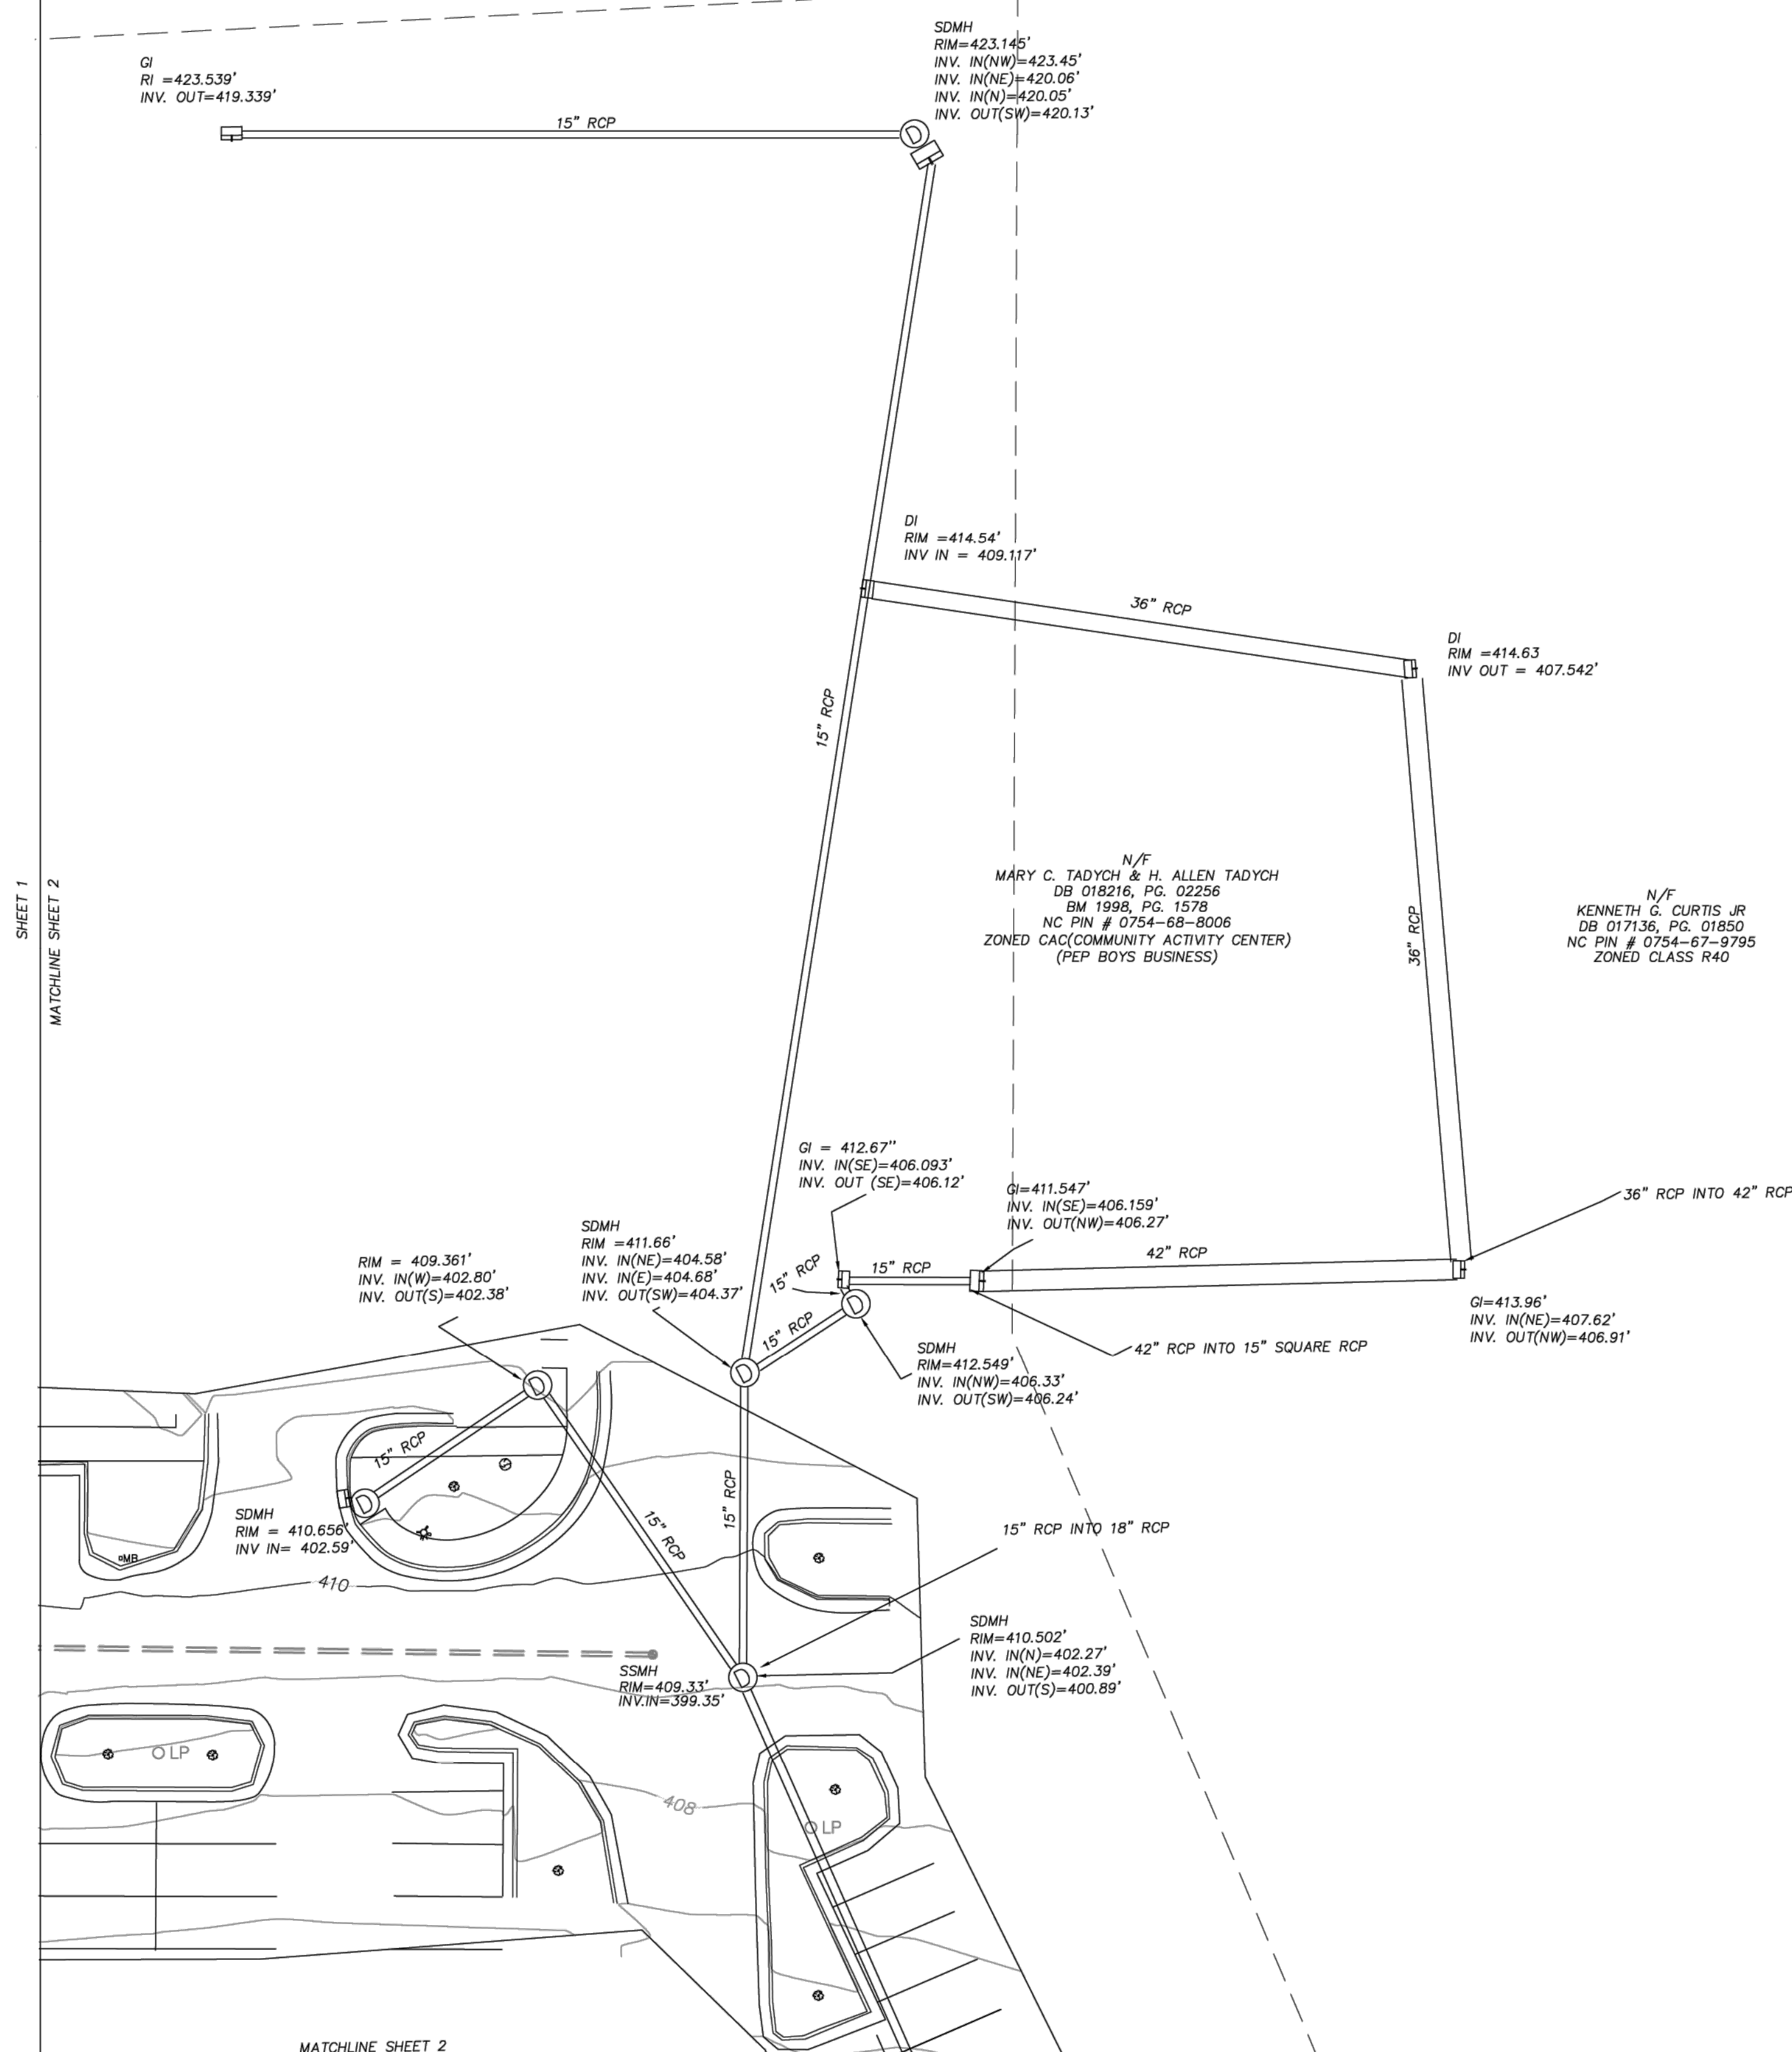 SDMH
RIM=423.145'
INV. IN(NW)=423.45'
INV. IN(NE)=420.06'
INV. IN(N)=420.05'
INV. OUT(SW)=420.13'
GI
RI =423.539'
INV. OUT=419.339'
15" RCP
DI
RIM =414.54'
INV IN = 409.117'
36" RCP
DI
RIM =414.63
INV OUT = 407.542'
15" RCP
SHEET 1
MATCHLINE SHEET 2
N/F
MARY C. TADYCH & H. ALLEN TADYCH
DB 018216, PG. 02256
BM 1998, PG. 1578
NC PIN # 0754-68-8006
ZONED CAC(COMMUNITY ACTIVITY CENTER)
(PEP BOYS BUSINESS)
36" RCP
N/F
KENNETH G. CURTIS JR
DB 017136, PG. 01850
NC PIN # 0754-67-9795
ZONED CLASS R40
GI = 412.67"
INV. IN(SE)=406.093'
INV. OUT (SE)=406.12'
GI=411.547'
INV. IN(SE)=406.159'
INV. OUT(NW)=406.27'
36" RCP INTO 42" RCP
SDMH
RIM =411.66'
INV. IN(NE)=404.58'
INV. IN(E)=404.68'
INV. OUT(SW)=404.37'
RIM = 409.361'
INV. IN(W)=402.80'
INV. OUT(S)=402.38'
15" RCP
15" RCP
42" RCP
GI=413.96'
INV. IN(NE)=407.62'
INV. OUT(NW)=406.91'
15" RCP
42" RCP INTO 15" SQUARE RCP
SDMH
RIM=412.549'
INV. IN(NW)=406.33'
INV. OUT(SW)=406.24'
D
D
D
D
D
D
15" RCP
15" RCP
15" RCP
SDMH
RIM = 410.656'
INV IN= 402.59'
MB
410
15" RCP INTO 18" RCP
SDMH
RIM=410.502'
INV. IN(N)=402.27'
INV. IN(NE)=402.39'
INV. OUT(S)=400.89'
SSMH
RIM=409.33'
INV.IN=399.35'
LP
408
LP
MATCHLINE SHEET 2